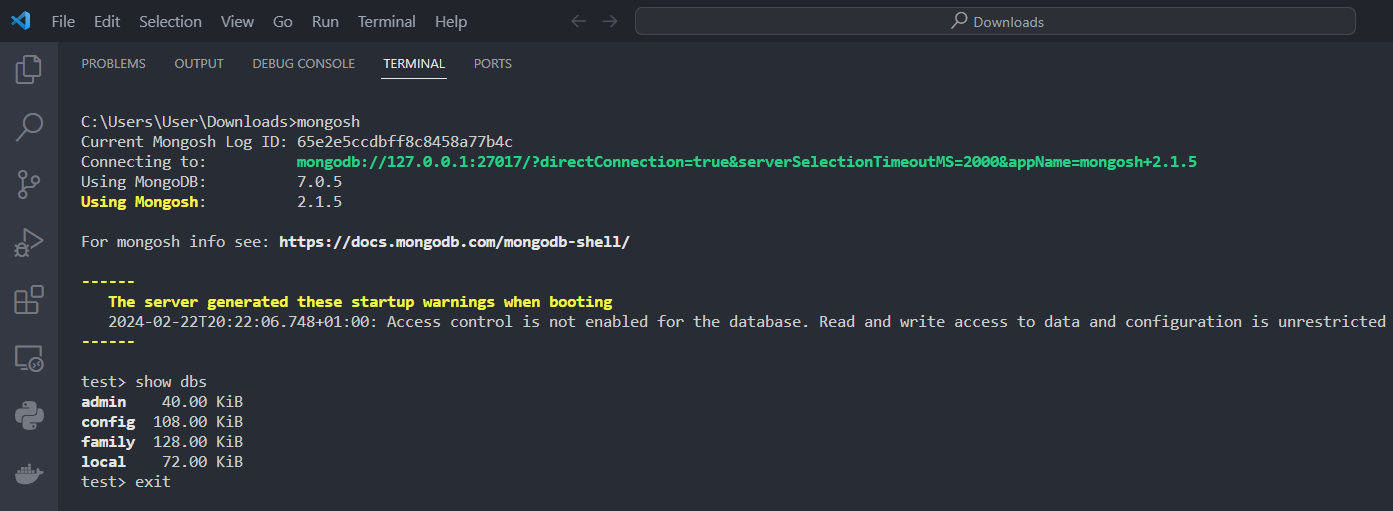 File Edit Selection View Go Run Terminal Help
Downloads
PROBLEMS OUTPUT DEBUG CONSOLE TERMINAL PORTS
C:\Users\User\Downloads>mongosh
Current Mongosh Log ID: 65e2e5ccdbff8c8458a77b4c
Connecting to: mongodb://127.0.0.1:27017/?directConnection=true&serverSelectionTimeoutMS=2000&appName=mongosh+2.1.5
Using MongoDB: 7.0.5
Using Mongosh: 2.1.5
For mongosh info see: https://docs.mongodb.com/mongodb-shell/
------
The server generated these startup warnings when booting
2024-02-22T20:22:06.748+01:00: Access control is not enabled for the database. Read and write access to data and configuration is unrestricted
------
test> show dbs
admin 40.00 KiB
config 108.00 KiB
family 128.00 KiB
local 72.00 KiB
test> exit